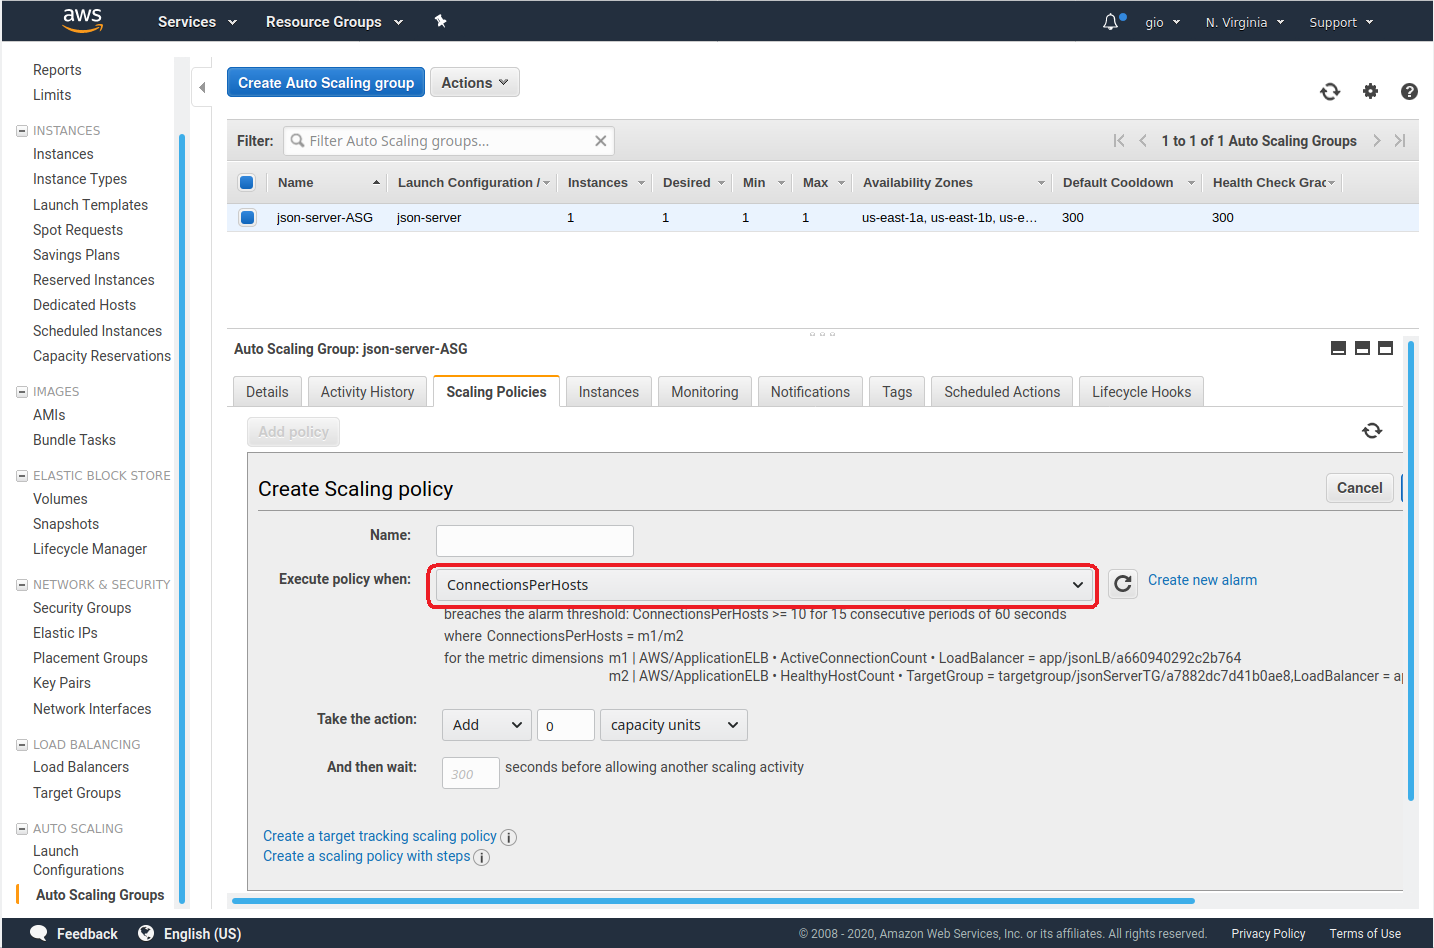 aws Services Resource Groups gio N. Virginia Support
Reports
Limits
INSTANCES
Instances
Instance Types
Launch Templates
Spot Requests
Savings Plans
Reserved Instances
Dedicated Hosts
Scheduled Instances
Capacity Reservations
IMAGES
AMIs
Bundle Tasks
ELASTIC BLOCK STORE
Volumes
Snapshots
Lifecycle Manager
NETWORK & SECURITY
Security Groups
Elastic IPs
Placement Groups
Key Pairs
Network Interfaces
LOAD BALANCING
Load Balancers
Target Groups
AUTO SCALING
Launch
Configurations
Auto Scaling Groups
Create Auto Scaling group Actions
Filter: Filter Auto Scaling groups... 1 to 1 of 1 Auto Scaling Groups
Name Launch Configuration / Instances Desired Min Max Availability Zones Default Cooldown Health Check Grac
json-server-ASG json-server 1 1 1 1 us-east-1a, us-east-1b, us-e... 300 300
Auto Scaling Group: json-server-ASG
Details Activity History Scaling Policies Instances Monitoring Notifications Tags Scheduled Actions Lifecycle Hooks
Add policy
Create Scaling policy Cancel
Name:
Execute policy when: ConnectionsPerHosts Create new alarm
breaches the alarm threshold: ConnectionsPerHosts >= 10 for 15 consecutive periods of 60 seconds
where ConnectionsPerHosts = m1/m2
for the metric dimensions m1 | AWS/ApplicationELB • ActiveConnectionCount • LoadBalancer = app/jsonLB/a660940292c2b764
m2 | AWS/ApplicationELB • HealthyHostCount • TargetGroup = targetgroup/jsonServerTG/a7882dc7d41b0ae8,LoadBalancer = ap
Take the action: Add 0 capacity units
And then wait: 300 seconds before allowing another scaling activity
Create a target tracking scaling policy
Create a scaling policy with steps
Feedback English (US) © 2008 - 2020, Amazon Web Services, Inc. or its affiliates. All rights reserved. Privacy Policy Terms of Use